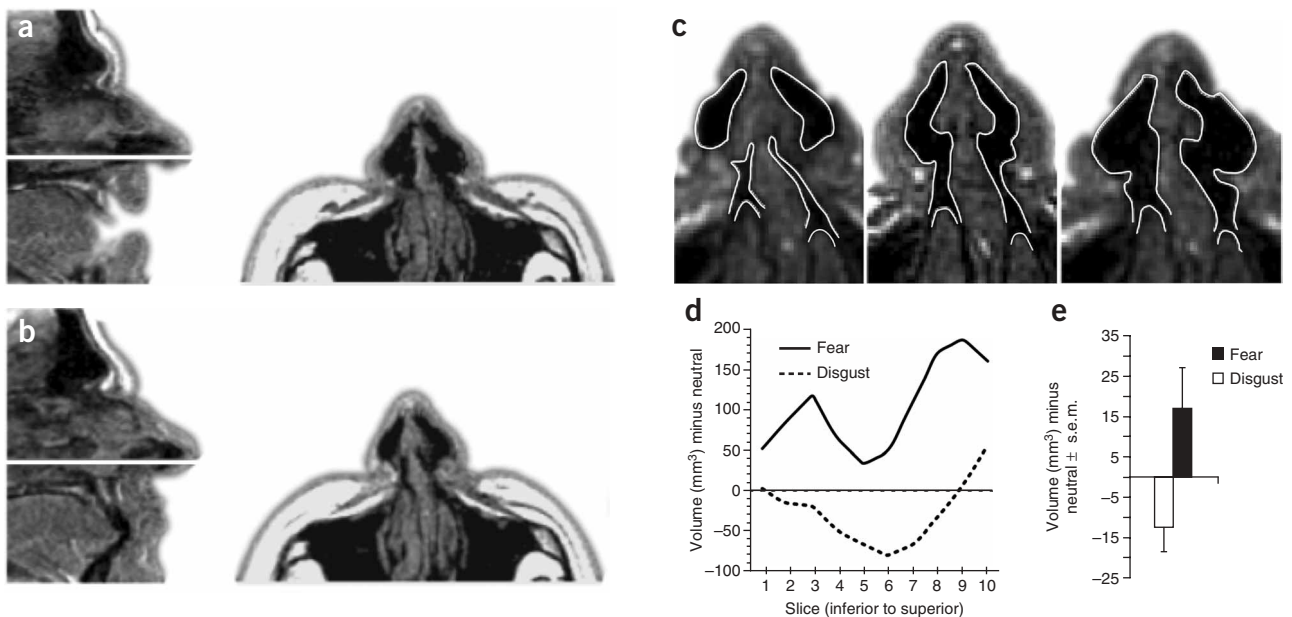 a
b
c
d
Volume (mm³) minus neutral
200
150
100
50
0
−50
−100
Fear
Disgust
1 2 3 4 5 6 7 8 9 10
Slice (inferior to superior)
e
Volume (mm³) minus
neutral ± s.e.m.
35
25
15
5
−5
−15
−25
Fear
Disgust